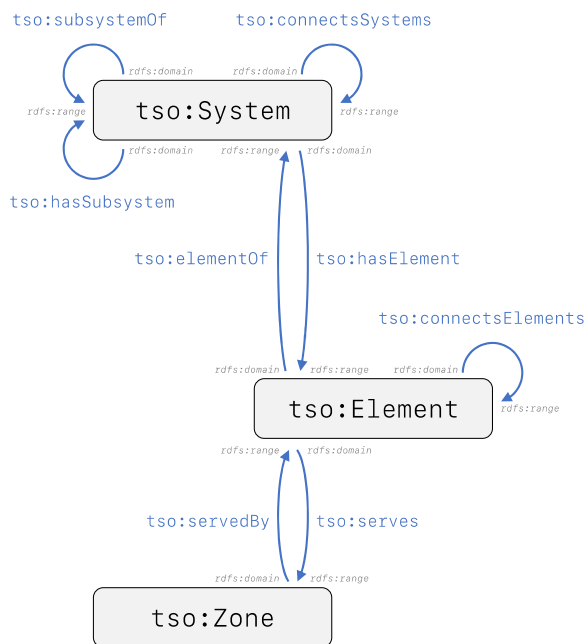 tso:subsystemOf
tso:connectsSystems
rdfs:domain
rdfs:domain
rdfs:range
tso:System
rdfs:range
rdfs:domain
rdfs:range
rdfs:domain
tso:hasSubsystem
tso:elementOf
tso:hasElement
tso:connectsElements
rdfs:domain
rdfs:range
rdfs:domain
tso:Element
rdfs:range
rdfs:range
rdfs:domain
tso:servedBy
tso:serves
rdfs:domain
rdfs:range
tso:Zone